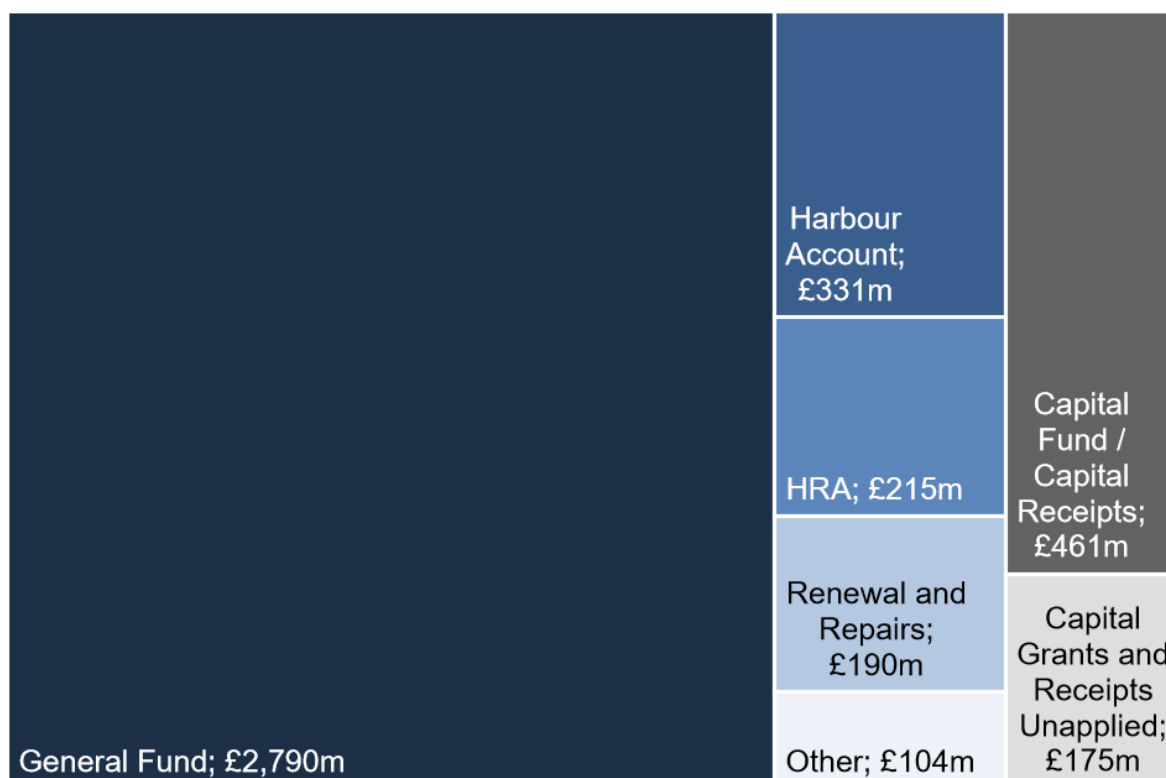 General Fund; £2,790m
Harbour
Account;
£331m
HRA; £215m
Renewal and
Repairs;
£190m
Other; £104m
Capital
Fund /
Capital
Receipts;
£461m
Capital
Grants and
Receipts
Unapplied;
£175m